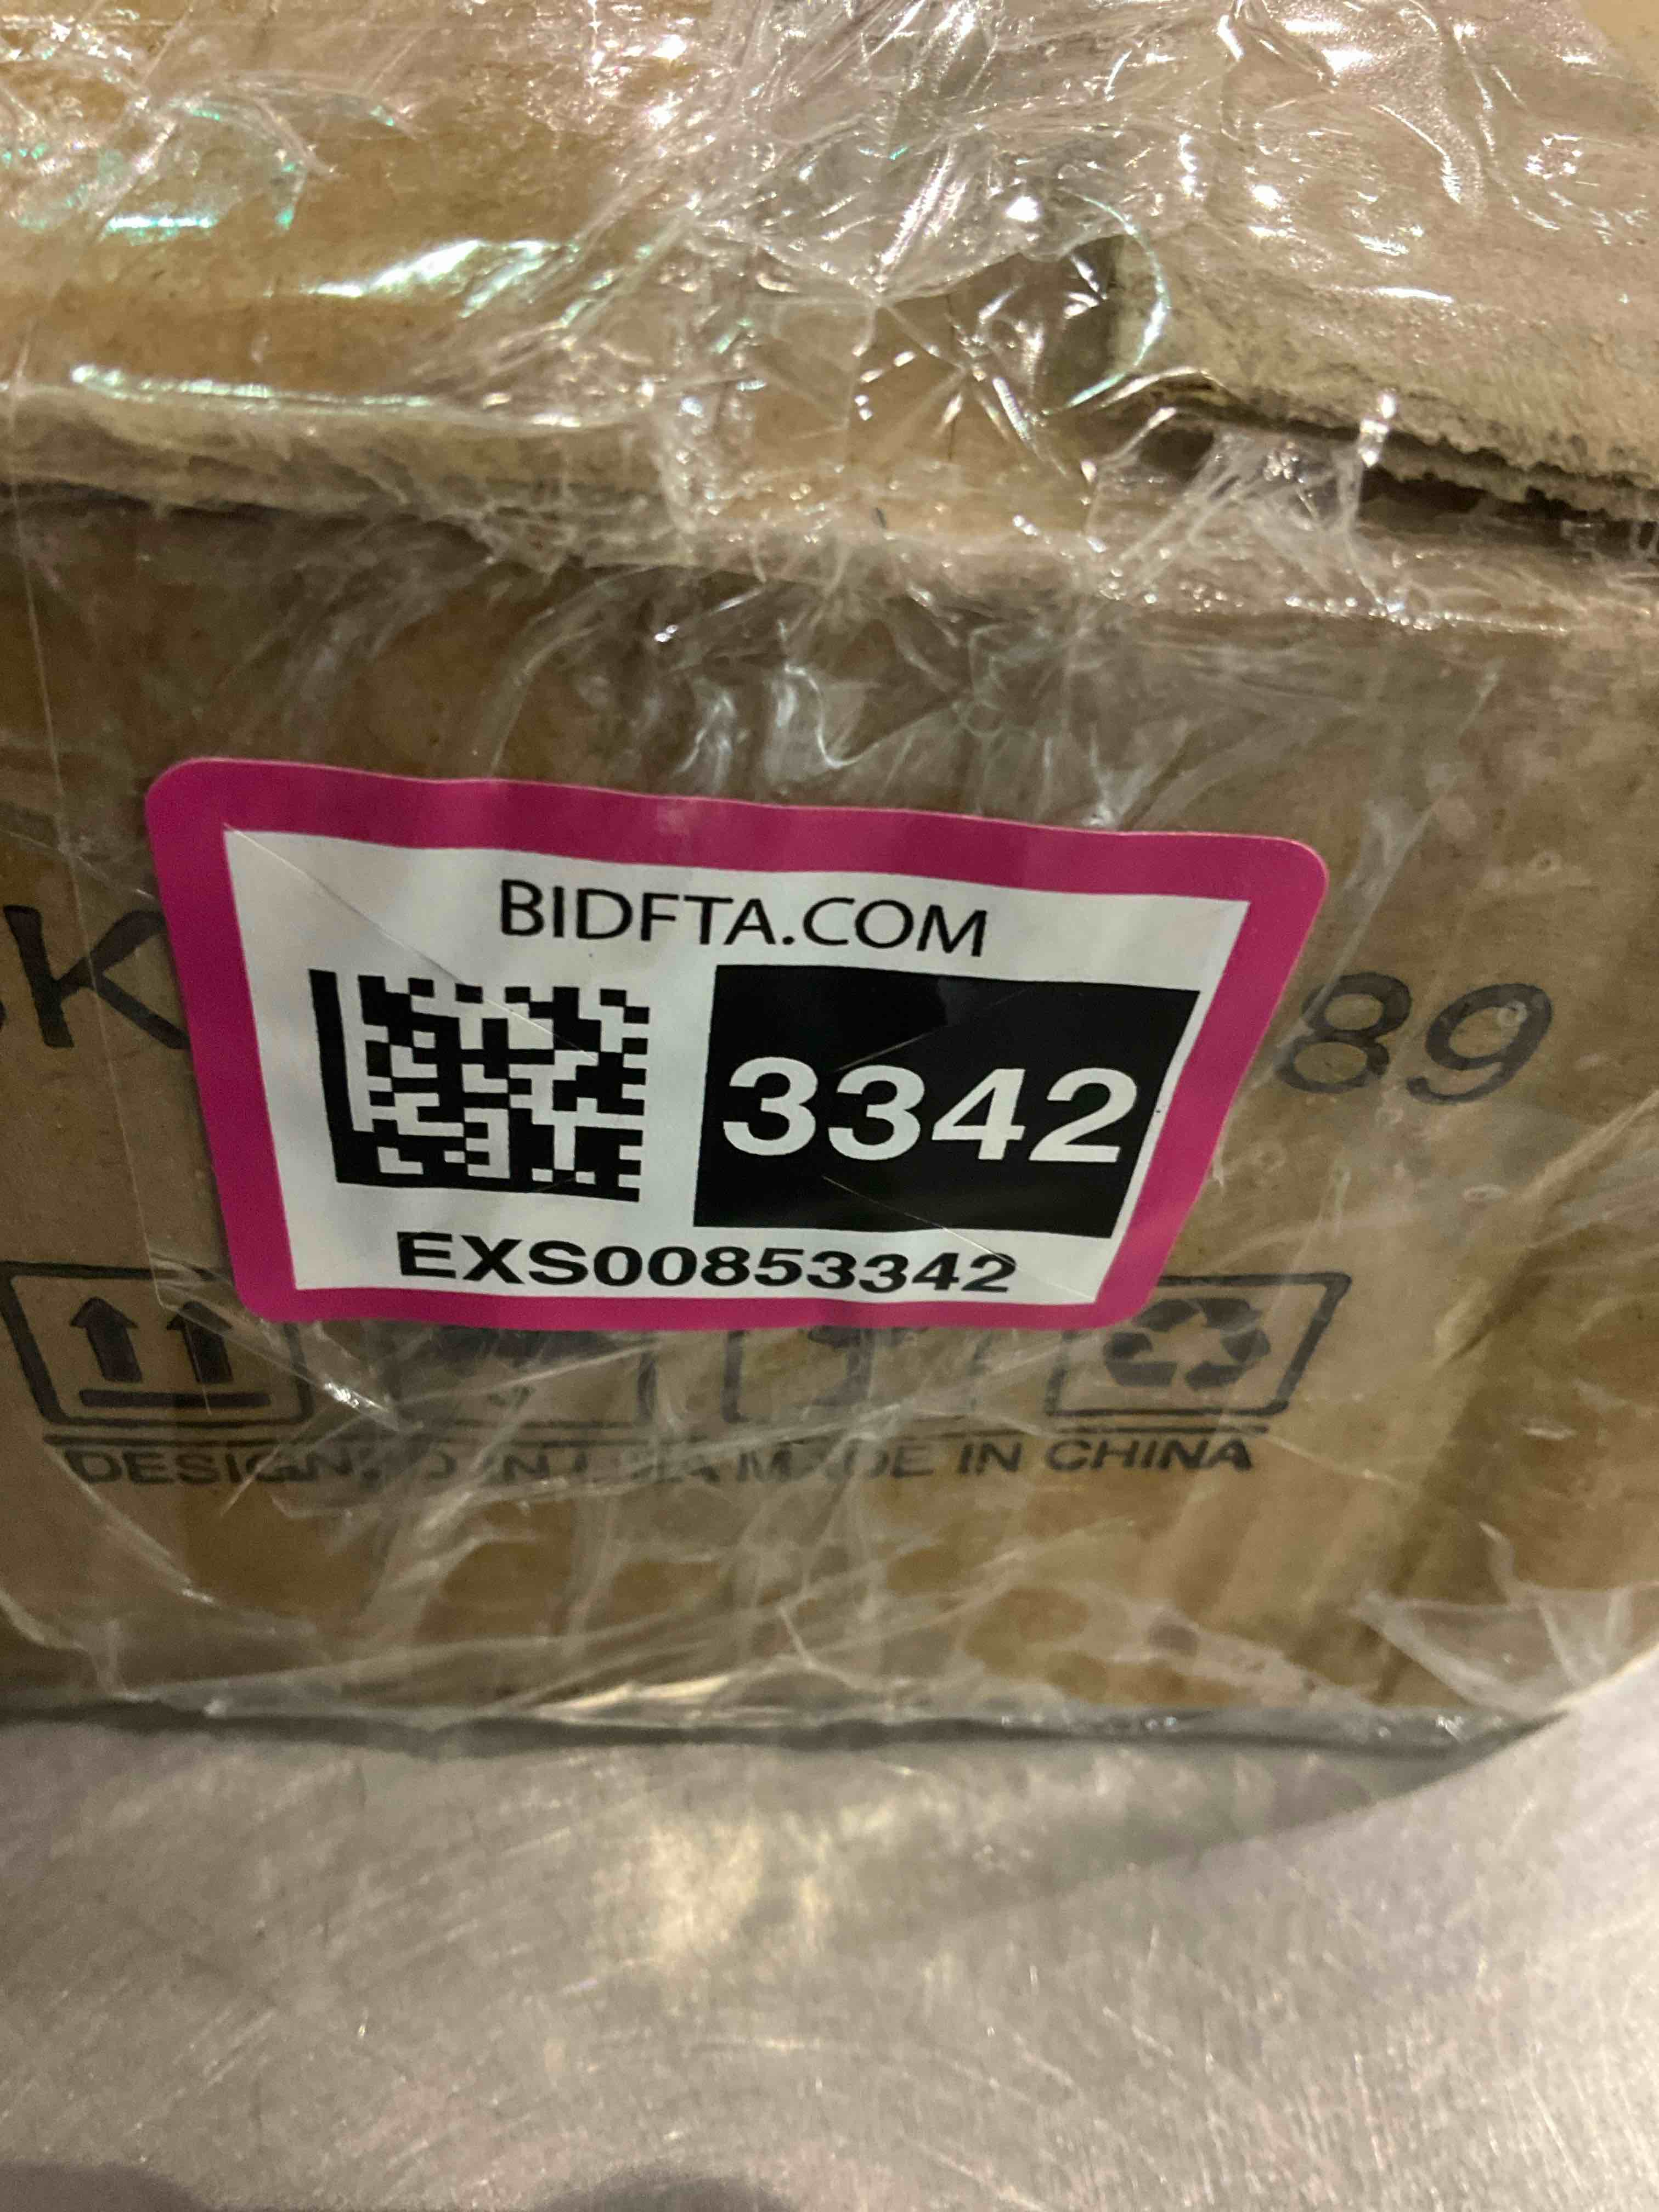 BIDFTA.COM
3342
EXS00853342
89
MADE IN CHINA